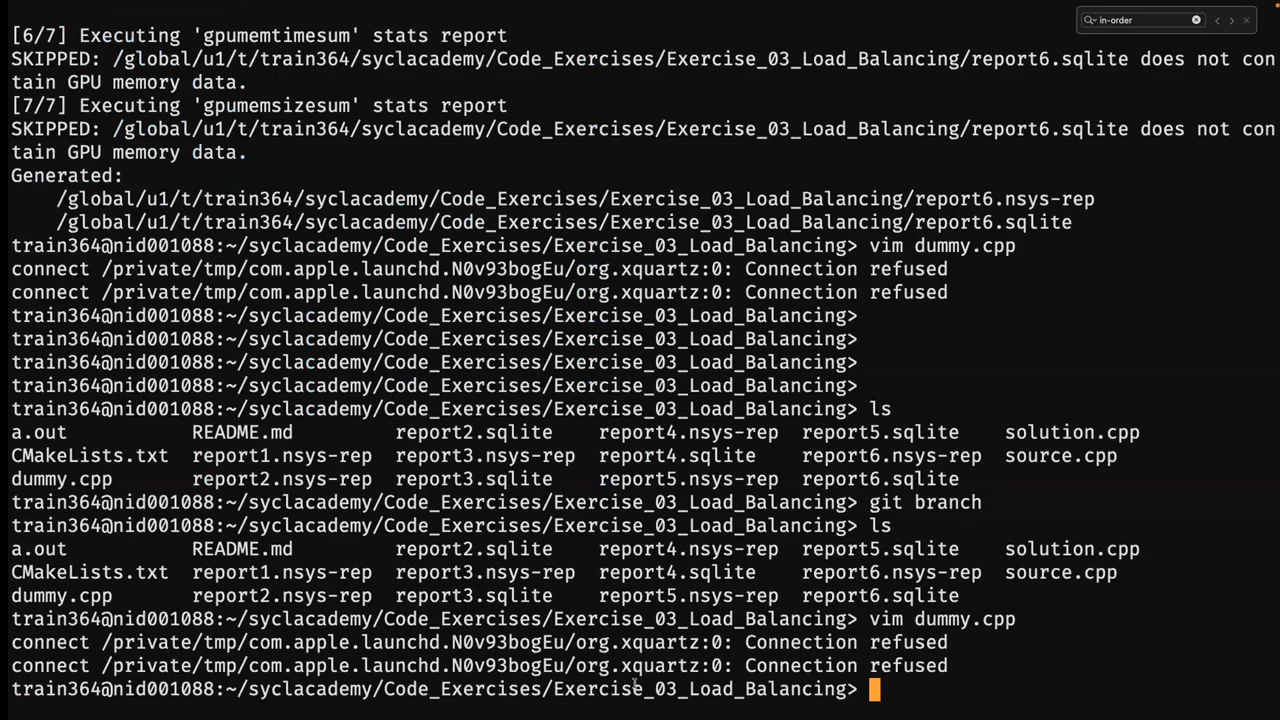 in-order
[6/7] Executing 'gpumemtimesum' stats report
SKIPPED: /global/u1/t/train364/syclacademy/Code_Exercises/Exercise_03_Load_Balancing/report6.sqlite does not con
tain GPU memory data.
[7/7] Executing 'gpumemsizesum' stats report
SKIPPED: /global/u1/t/train364/syclacademy/Code_Exercises/Exercise_03_Load_Balancing/report6.sqlite does not con
tain GPU memory data.
Generated:
    /global/u1/t/train364/syclacademy/Code_Exercises/Exercise_03_Load_Balancing/report6.nsys-rep
    /global/u1/t/train364/syclacademy/Code_Exercises/Exercise_03_Load_Balancing/report6.sqlite
train364@nid001088:~/syclacademy/Code_Exercises/Exercise_03_Load_Balancing> vim dummy.cpp
connect /private/tmp/com.apple.launchd.N0v93bogEu/org.xquartz:0: Connection refused
connect /private/tmp/com.apple.launchd.N0v93bogEu/org.xquartz:0: Connection refused
train364@nid001088:~/syclacademy/Code_Exercises/Exercise_03_Load_Balancing>
train364@nid001088:~/syclacademy/Code_Exercises/Exercise_03_Load_Balancing>
train364@nid001088:~/syclacademy/Code_Exercises/Exercise_03_Load_Balancing>
train364@nid001088:~/syclacademy/Code_Exercises/Exercise_03_Load_Balancing>
train364@nid001088:~/syclacademy/Code_Exercises/Exercise_03_Load_Balancing> ls
a.out           README.md         report2.sqlite    report4.nsys-rep  report5.sqlite    solution.cpp
CMakeLists.txt  report1.nsys-rep  report3.nsys-rep  report4.sqlite    report6.nsys-rep  source.cpp
dummy.cpp       report2.nsys-rep  report3.sqlite    report5.nsys-rep  report6.sqlite
train364@nid001088:~/syclacademy/Code_Exercises/Exercise_03_Load_Balancing> git branch
train364@nid001088:~/syclacademy/Code_Exercises/Exercise_03_Load_Balancing> ls
a.out           README.md         report2.sqlite    report4.nsys-rep  report5.sqlite    solution.cpp
CMakeLists.txt  report1.nsys-rep  report3.nsys-rep  report4.sqlite    report6.nsys-rep  source.cpp
dummy.cpp       report2.nsys-rep  report3.sqlite    report5.nsys-rep  report6.sqlite
train364@nid001088:~/syclacademy/Code_Exercises/Exercise_03_Load_Balancing> vim dummy.cpp
connect /private/tmp/com.apple.launchd.N0v93bogEu/org.xquartz:0: Connection refused
connect /private/tmp/com.apple.launchd.N0v93bogEu/org.xquartz:0: Connection refused
train364@nid001088:~/syclacademy/Code_Exercises/Exercise_03_Load_Balancing>